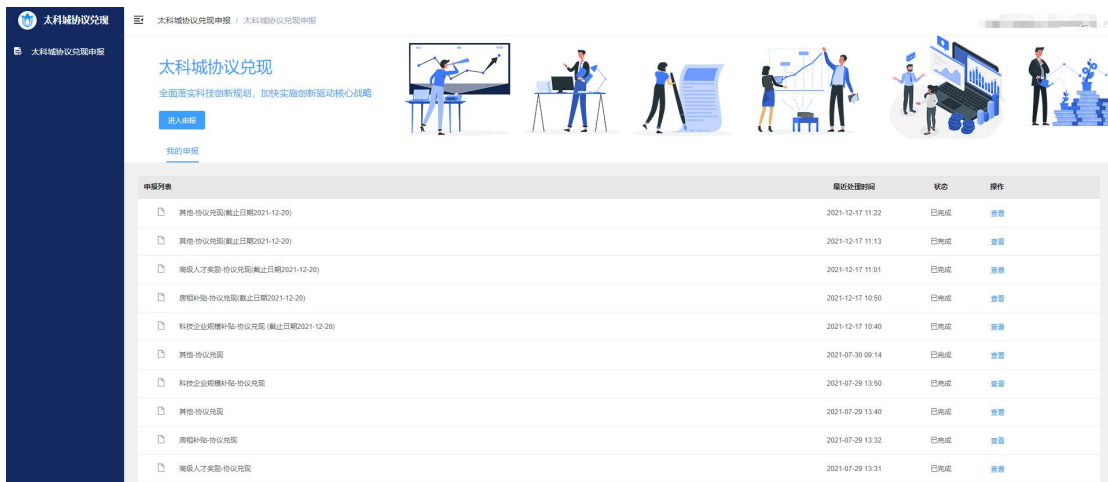 太科城协议兑现
太科城协议兑现申报 / 太科城协议兑现申报
太科城协议兑现申报
太科城协议兑现
全面落实科技创新规划，加快实施创新驱动核心战略
进入申报
我的申报
申报列表 最近处理时间 状态 操作
其他-协议兑现(截止日期2021-12-20) 2021-12-17 11:22 已完成 查看
其他-协议兑现(截止日期2021-12-20) 2021-12-17 11:13 已完成 查看
高级人才奖励-协议兑现(截止日期2021-12-20) 2021-12-17 11:01 已完成 查看
房租补贴-协议兑现(截止日期2021-12-20) 2021-12-17 10:50 已完成 查看
科技企业规模补贴-协议兑现 (截止日期2021-12-20) 2021-12-17 10:40 已完成 查看
其他-协议兑现 2021-07-30 09:14 已完成 查看
科技企业规模补贴-协议兑现 2021-07-29 13:50 已完成 查看
其他-协议兑现 2021-07-29 13:40 已完成 查看
房租补贴-协议兑现 2021-07-29 13:32 已完成 查看
高级人才奖励-协议兑现 2021-07-29 13:31 已完成 查看